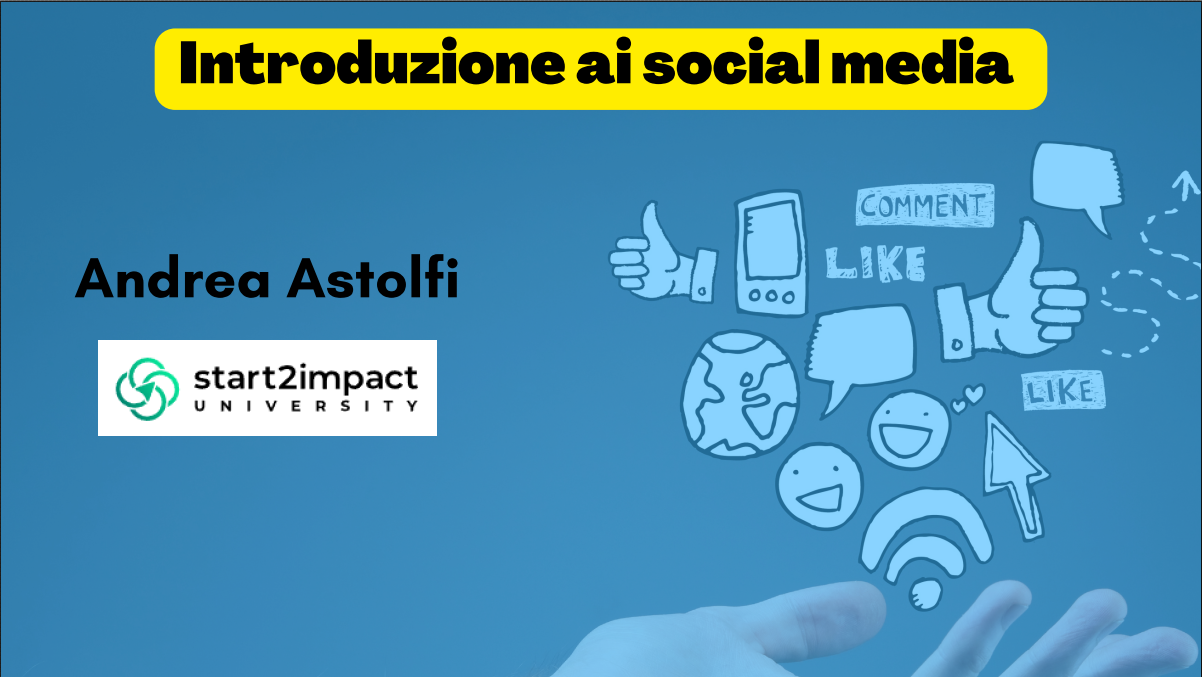 Introduzione ai social media
COMMENT
LIKE
Andrea Astolfi
start2impact
UNIVERSITY
LIKE